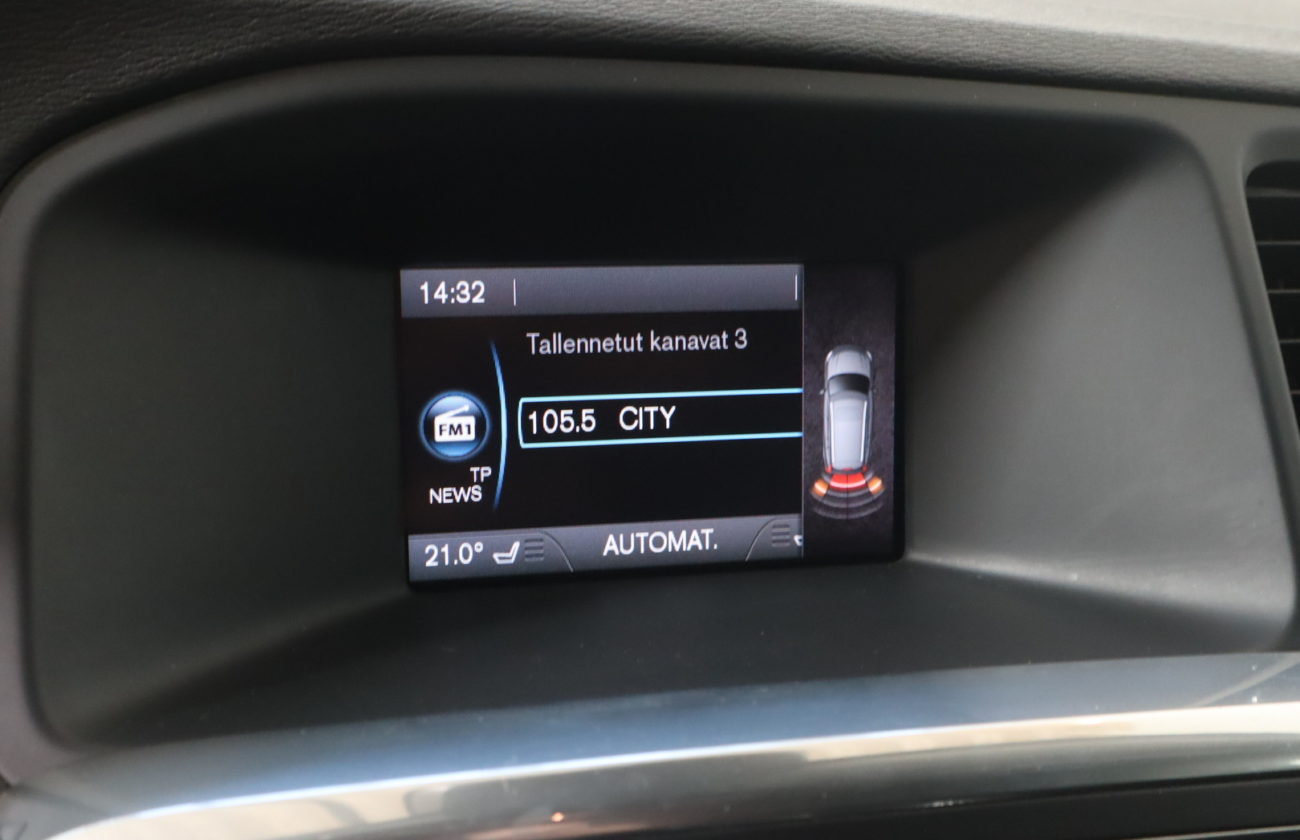 14:32
Tallennetut kanavat 3
105.5 CITY
FM1
TP
NEWS
21.0° AUTOMAT.